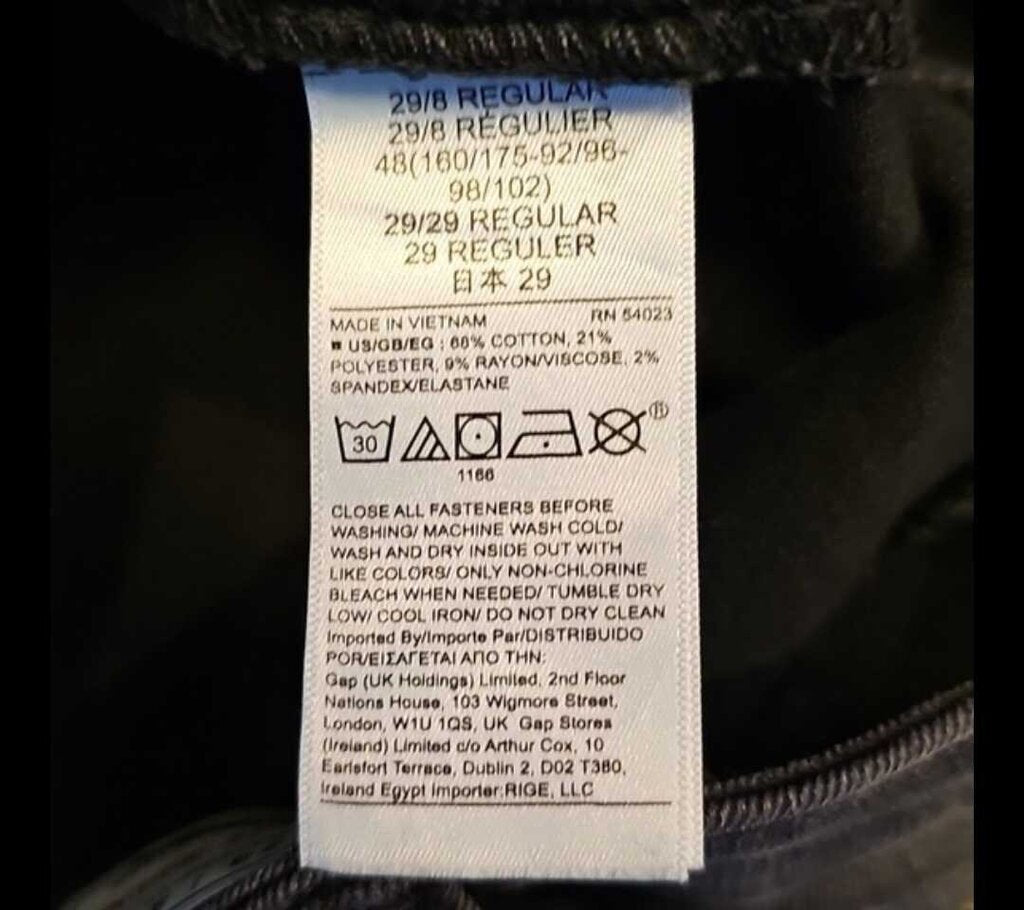 29/8 REGULAR
29/8 RÉGULIER
48(160/175-92/96-
98/102)
29/29 REGULAR
29 REGULER
日本 29
MADE IN VIETNAM RN 54023
■ US/GB/EG : 68% COTTON, 21%
POLYESTER, 9% RAYON/VISCOSE, 2%
SPANDEX/ELASTANE
30 ®
1166
CLOSE ALL FASTENERS BEFORE
WASHING/ MACHINE WASH COLD/
WASH AND DRY INSIDE OUT WITH
LIKE COLORS/ ONLY NON-CHLORINE
BLEACH WHEN NEEDED/ TUMBLE DRY
LOW/ COOL IRON/ DO NOT DRY CLEAN
Imported By/Importe Par/DISTRIBUIDO
POR/ΕΙΣΑΓΕΤΑΙ ΑΠΟ ΤΗΝ:
Gap (UK Holdings) Limited, 2nd Floor
Nations House, 103 Wigmore Street,
London, W1U 1QS, UK Gap Stores
(Ireland) Limited c/o Arthur Cox, 10
Earlsfort Terrace, Dublin 2, D02 T380,
Ireland Egypt Importer:RIGE, LLC